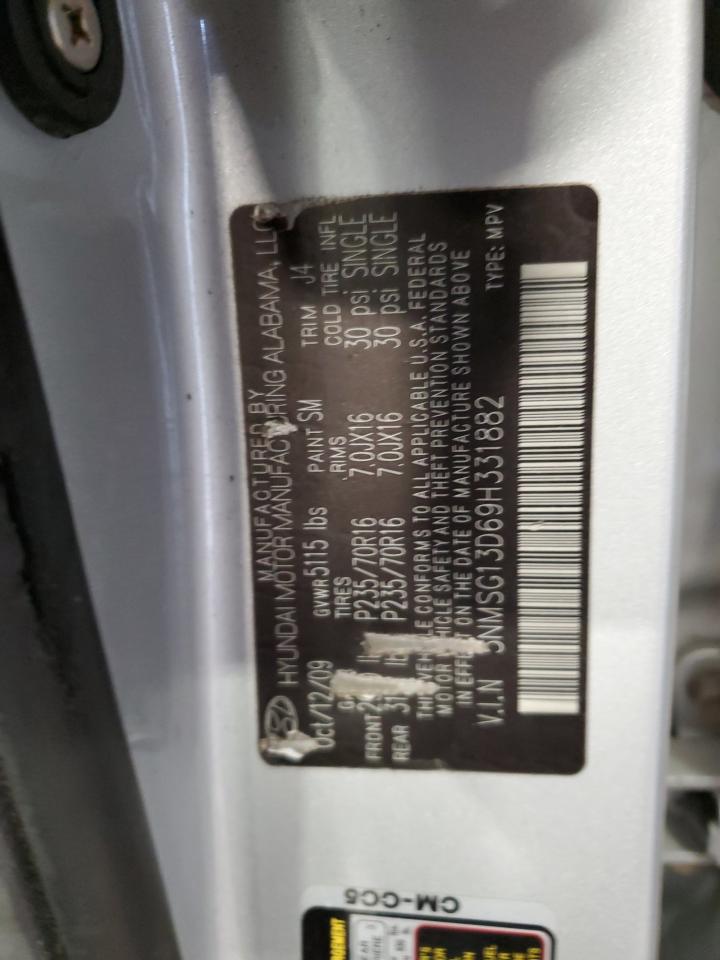 MANUFACTURED BY
HYUNDAI MOTOR MANUFACTURING ALABAMA, LLC
Oct/12/09 GVWR 5115 lbs PAINT SM TRIM J4
TIRES RIMS COLD TIRE INFL
FRONT P235/70R16 7.0JX16 30 psi SINGLE
REAR P235/70R16 7.0JX16 30 psi SINGLE
THIS VEHICLE CONFORMS TO ALL APPLICABLE U.S.A. FEDERAL
MOTOR VEHICLE SAFETY AND THEFT PREVENTION STANDARDS
IN EFFECT ON THE DATE OF MANUFACTURE SHOWN ABOVE
V.I.N 5NMSG13D69H331882 TYPE: MPV
CM-CC5